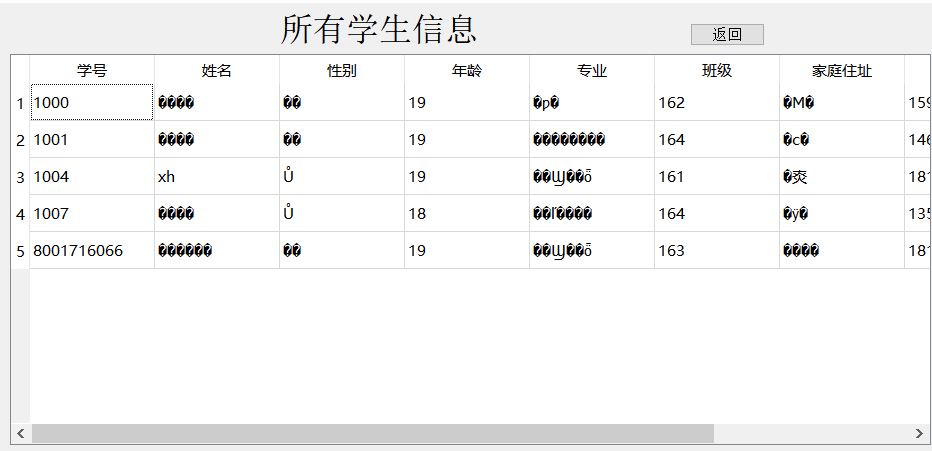 所有学生信息
返回
学号 姓名 性别 年龄 专业 班级 家庭住址
1 1000 ���� �� 19 �p� 162 �M� 159
2 1001 ���� �� 19 �������� 164 �c� 146
3 1004 xh Ů 19 ��Ϣ��ȫ 161 �㶫 181
4 1007 ���� Ů 18 ��ľ���� 164 �ÿ� 135
5 8001716066 ������ �� 19 ��Ϣ��ȫ 163 ���� 181